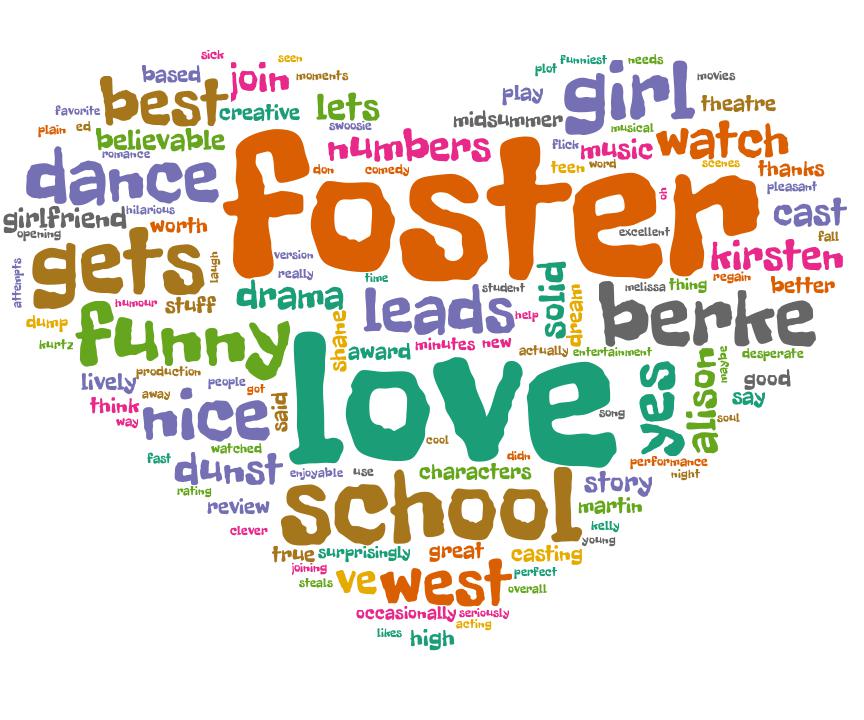 sick
seen
based
join
moments
best
creative
lets
favorite
swoosie
plain
ed
believable
numbers
romance
don
comedy
dance
girlfriend
hilarious
opening
worth
plot
funniest
needs
girl
movies
play
theatre
midsummer
musical
flick
music
watch
teen
word
scenes
thanks
pleasant
oh
cast
excellent
fall
kirsten
foster
gets
attempts
laugh
version
really
time
student
solid
dream
melissa
thing
regain
better
humour
stuff
drama
leads
help
berke
dump
funny
shane
award
minutes
new
actually
entertainment
kurtz
production
lively
people
got
away
think
way
nice
said
love
song
cool
yes
alison
maybe
desperate
good
say
soul
watched
fast
dunst
enjoyable
use
characters
didn
performance
night
rating
review
school
story
martin
kelly
young
clever
true
surprisingly
great
casting
joining
steals
ve
west
perfect
overall
occasionally
seriously
acting
likes
high